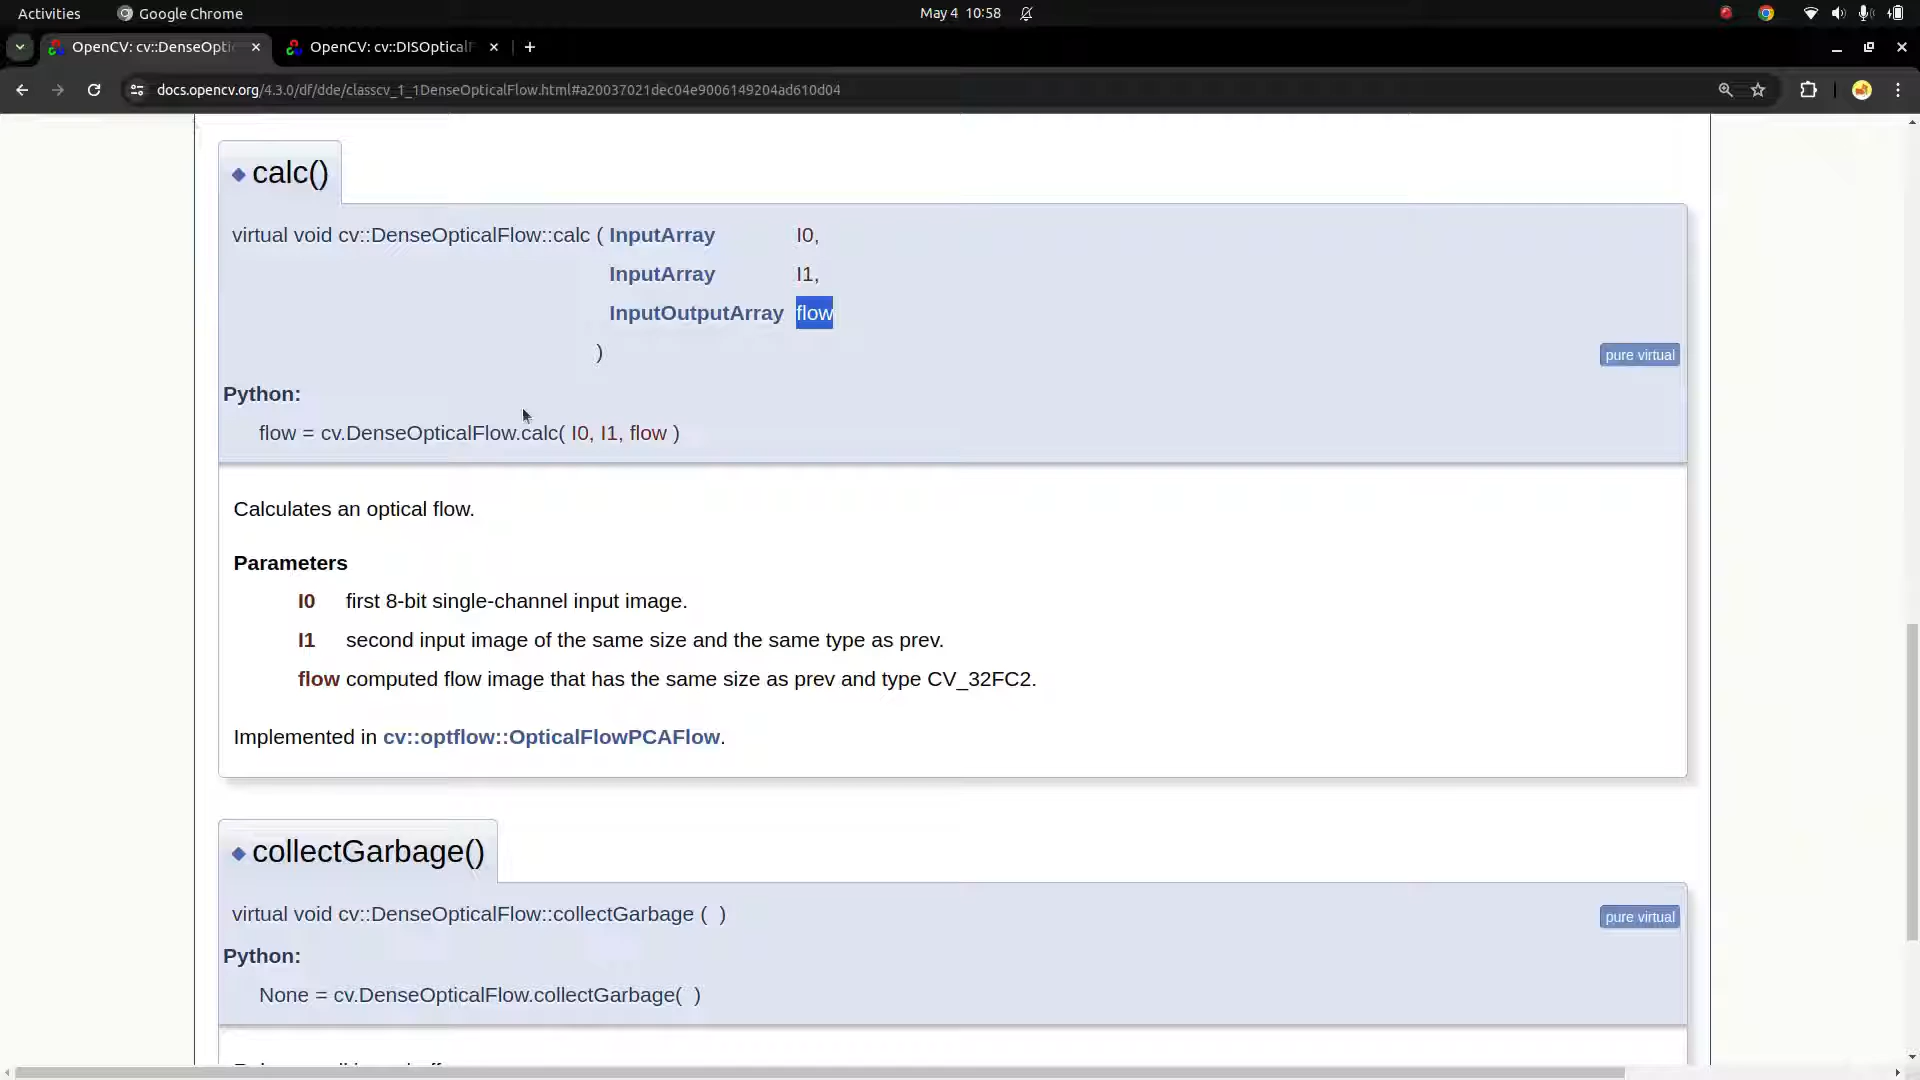 Activities
Google Chrome
May 4 10:58
OpenCV: cv::DenseOpti
OpenCV: cv::DISOptical
docs.opencv.org/4.3.0/df/dde/classcv_1_1DenseOpticalFlow.html#a20037021dec04e9006149204ad610d04
◆ calc()
virtual void cv::DenseOpticalFlow::calc ( InputArray I0,
InputArray I1,
InputOutputArray flow
)
pure virtual
Python:
flow = cv.DenseOpticalFlow.calc( I0, I1, flow )
Calculates an optical flow.
Parameters
I0 first 8-bit single-channel input image.
I1 second input image of the same size and the same type as prev.
flow computed flow image that has the same size as prev and type CV_32FC2.
Implemented in cv::optflow::OpticalFlowPCAFlow.
◆ collectGarbage()
virtual void cv::DenseOpticalFlow::collectGarbage ( )
pure virtual
Python:
None = cv.DenseOpticalFlow.collectGarbage( )